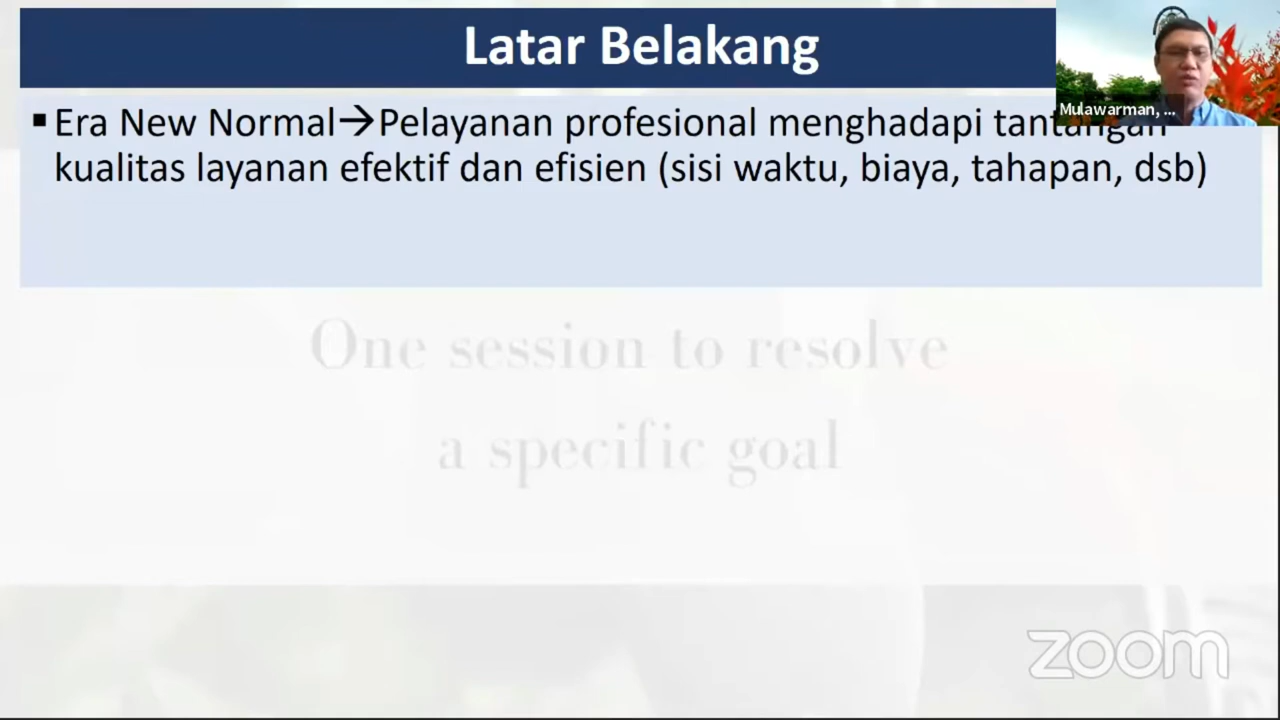 Latar Belakang
Mulawarman, ...
▪ Era New Normal→Pelayanan profesional menghadapi tantangan
kualitas layanan efektif dan efisien (sisi waktu, biaya, tahapan, dsb)
One session to resolve
a specific goal
zoom